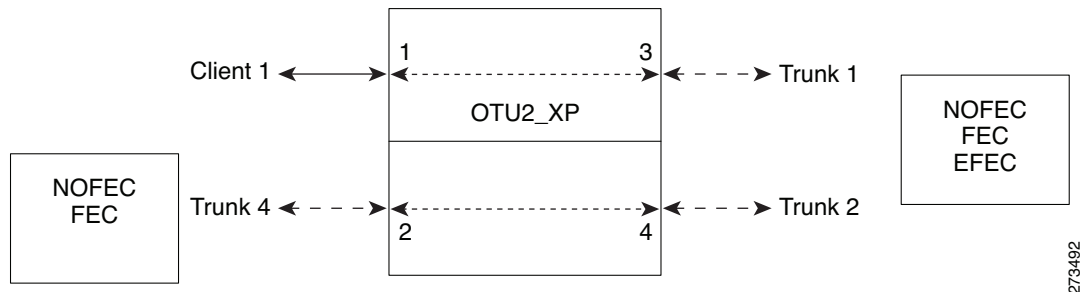 1 3
Client 1 Trunk 1
OTU2_XP
NOFEC
FEC
EFEC
NOFEC
FEC
Trunk 4 Trunk 2
2 4
273492